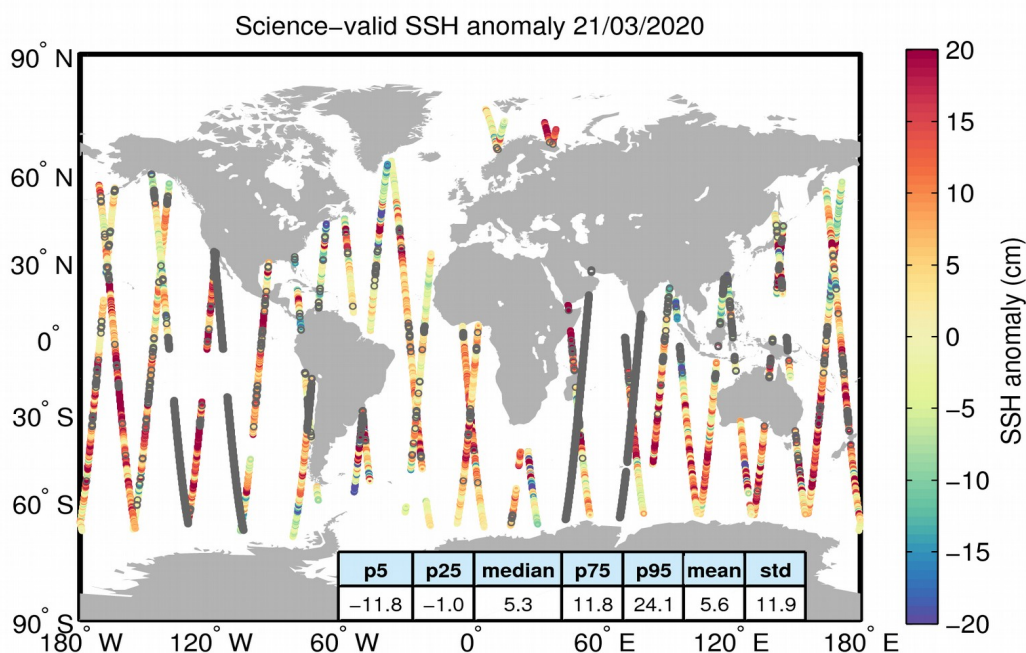 Science−valid SSH anomaly 21/03/2020
90° N
60° N
30° N
0°
30° S
60° S
90° S
180° W
120° W
60° W
0°
60° E
120° E
180° E
p5 p25 median p75 p95 mean std
−11.8 −1.0 5.3 11.8 24.1 5.6 11.9
20
15
10
5
0
−5
−10
−15
−20
SSH anomaly (cm)